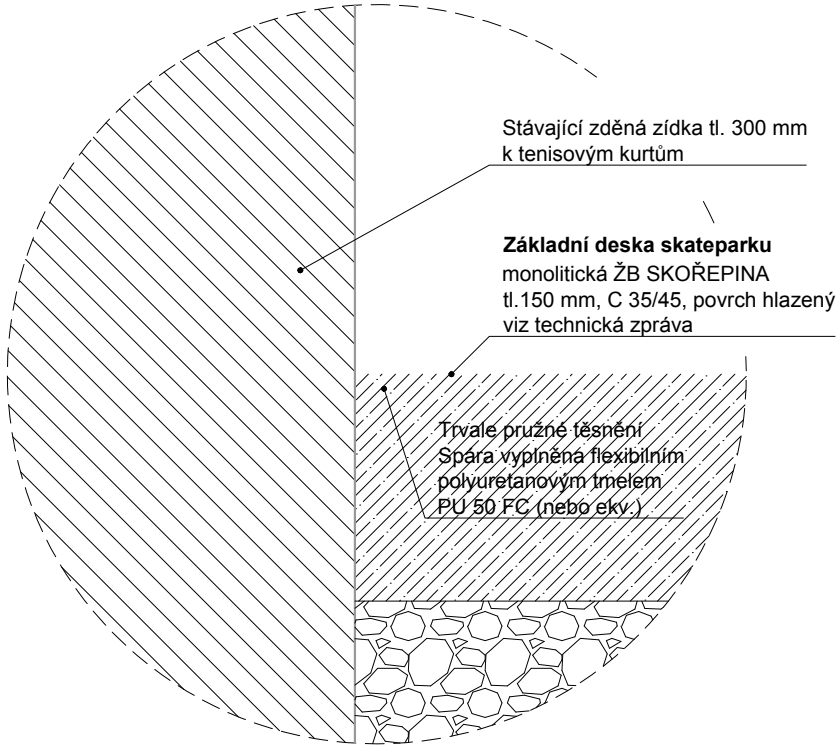 Stávající zděná zídka tl. 300 mm
k tenisovým kurtům
Základní deska skateparku
monolitická ŽB SKOŘEPINA
tl.150 mm, C 35/45, povrch hlazený
viz technická zpráva
Trvale pružné těsnění
Spára vyplněná flexibilním
polyuretanovým tmelem
PU 50 FC (nebo ekv.)